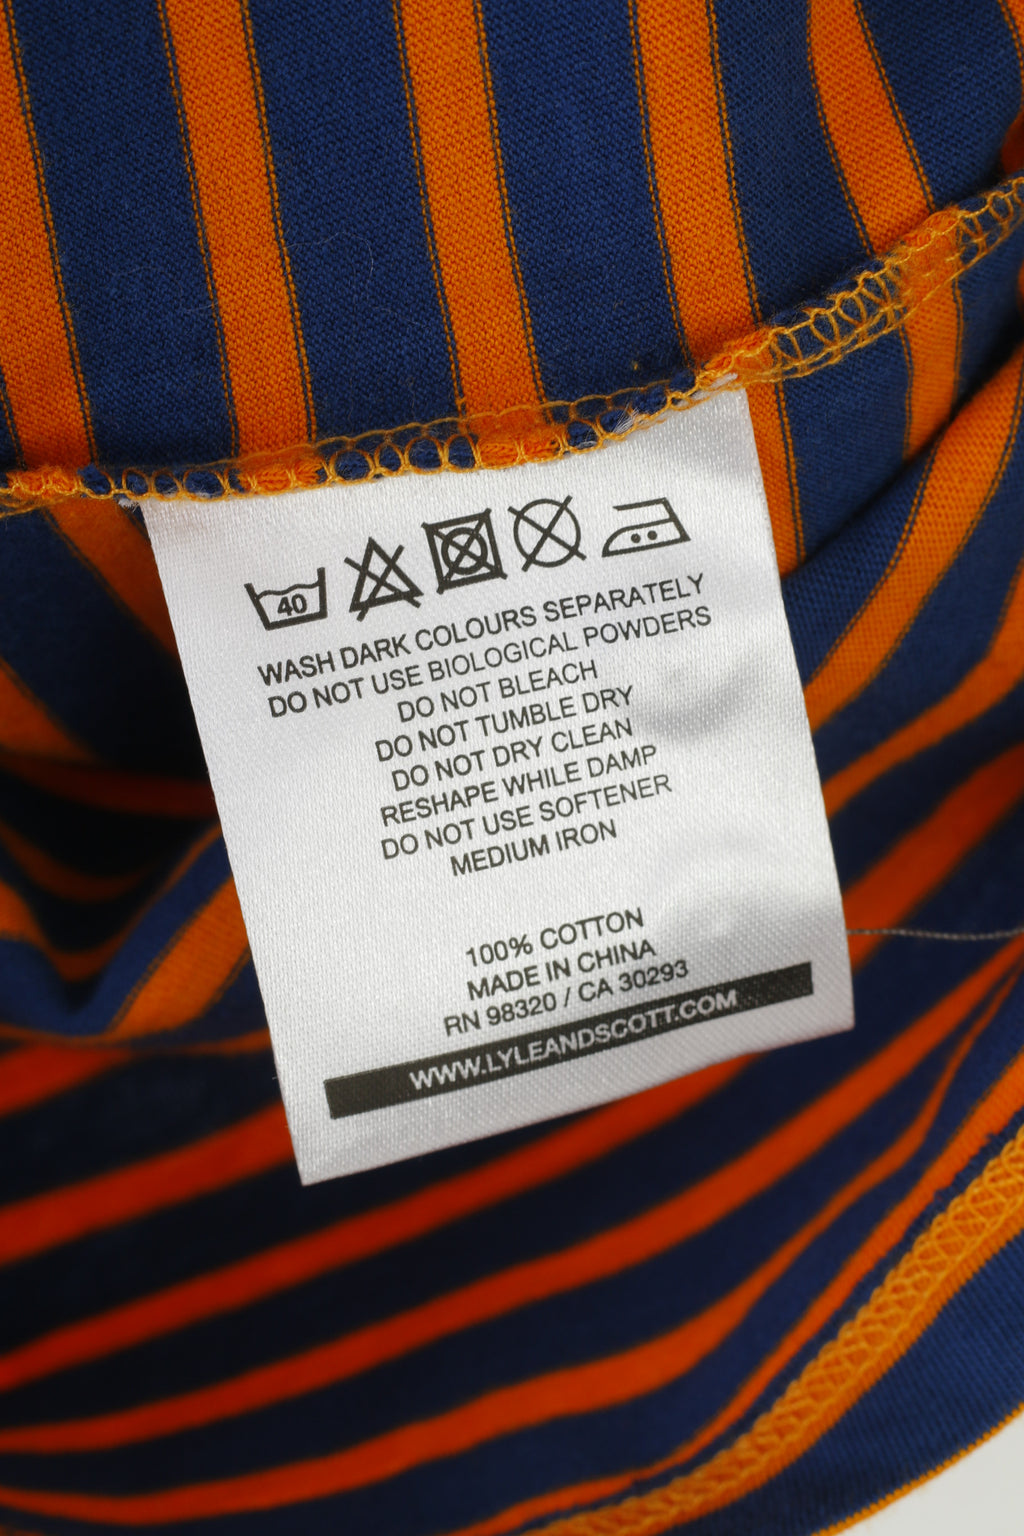 40
WASH DARK COLOURS SEPARATELY
DO NOT USE BIOLOGICAL POWDERS
DO NOT BLEACH
DO NOT TUMBLE DRY
DO NOT DRY CLEAN
RESHAPE WHILE DAMP
DO NOT USE SOFTENER
MEDIUM IRON
100% COTTON
MADE IN CHINA
RN 98320 / CA 30293
WWW.LYLEANDSCOTT.COM